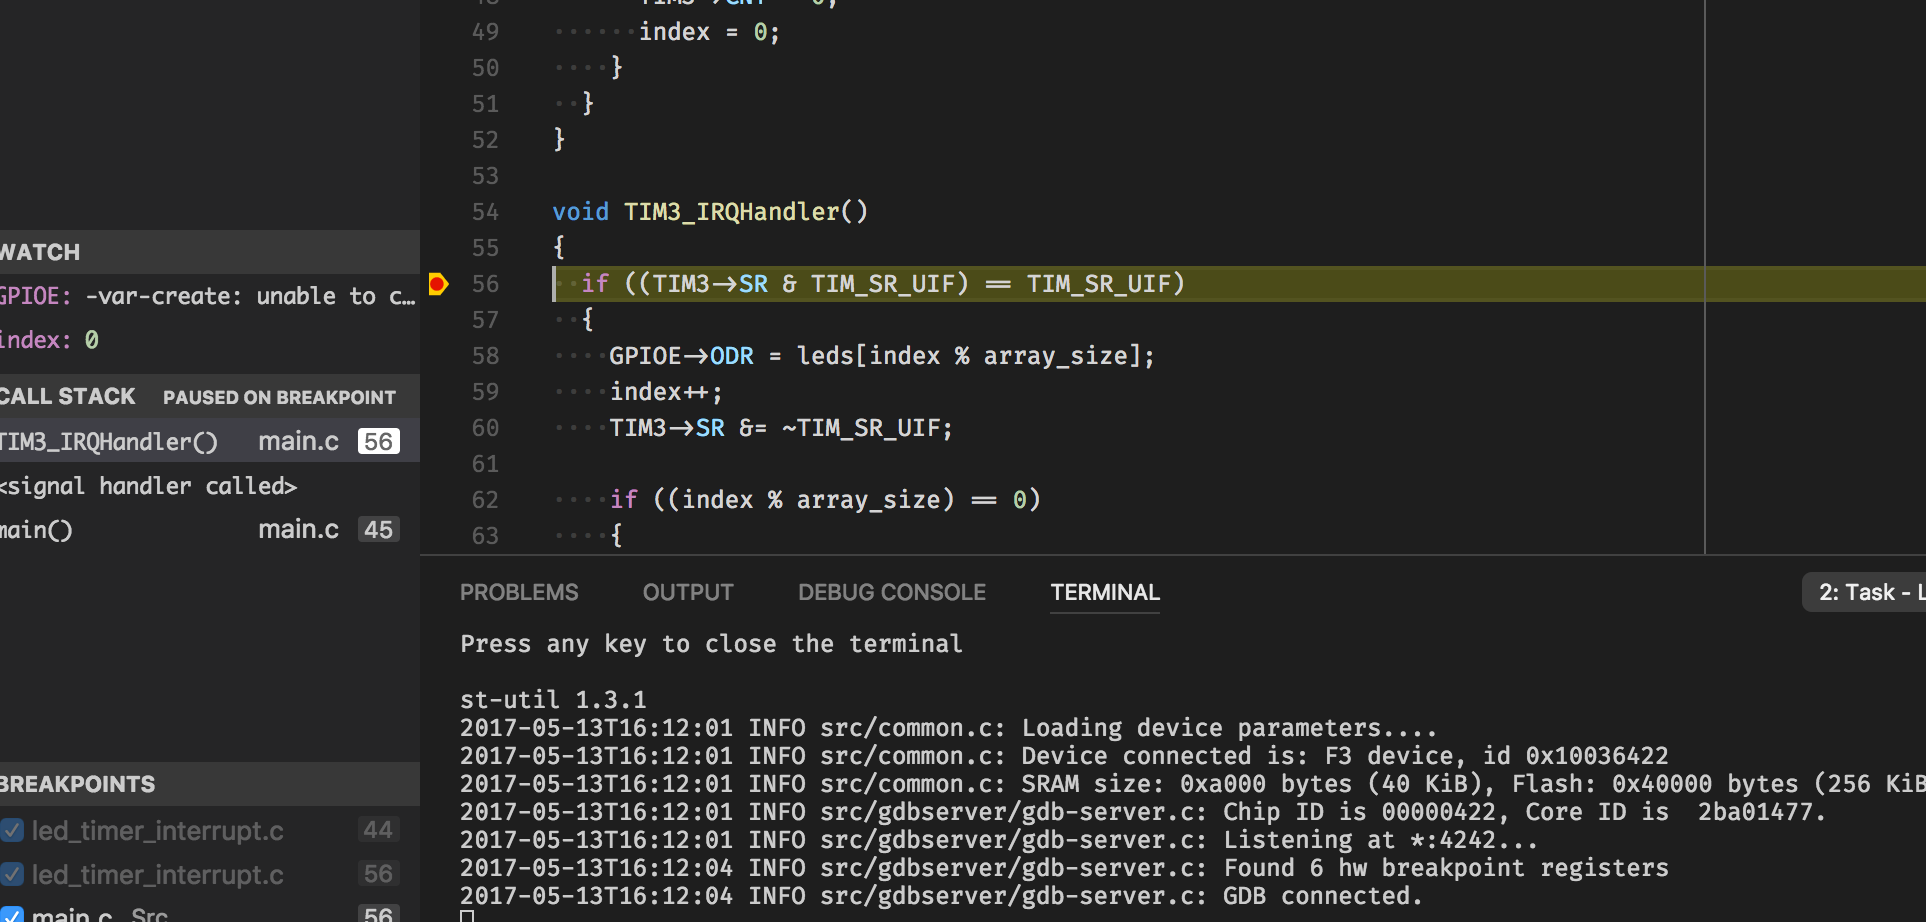 WATCH
GPIOE: -var-create: unable to c…
index: 0
CALL STACK PAUSED ON BREAKPOINT
TIM3_IRQHandler() main.c 56
<signal handler called>
main() main.c 45
BREAKPOINTS
led_timer_interrupt.c 44
led_timer_interrupt.c 56
main.c Src 56
48 TIM3->CNT = 0;
49 index = 0;
50 }
51 }
52 }
53
54 void TIM3_IRQHandler()
55 {
56 if ((TIM3->SR & TIM_SR_UIF) == TIM_SR_UIF)
57 {
58 GPIOE->ODR = leds[index % array_size];
59 index++;
60 TIM3->SR &= ~TIM_SR_UIF;
61
62 if ((index % array_size) == 0)
63 {
PROBLEMS OUTPUT DEBUG CONSOLE TERMINAL 2: Task - L
Press any key to close the terminal
st-util 1.3.1
2017-05-13T16:12:01 INFO src/common.c: Loading device parameters....
2017-05-13T16:12:01 INFO src/common.c: Device connected is: F3 device, id 0x10036422
2017-05-13T16:12:01 INFO src/common.c: SRAM size: 0xa000 bytes (40 KiB), Flash: 0x40000 bytes (256 KiB
2017-05-13T16:12:01 INFO src/gdbserver/gdb-server.c: Chip ID is 00000422, Core ID is  2ba01477.
2017-05-13T16:12:01 INFO src/gdbserver/gdb-server.c: Listening at *:4242...
2017-05-13T16:12:04 INFO src/gdbserver/gdb-server.c: Found 6 hw breakpoint registers
2017-05-13T16:12:04 INFO src/gdbserver/gdb-server.c: GDB connected.